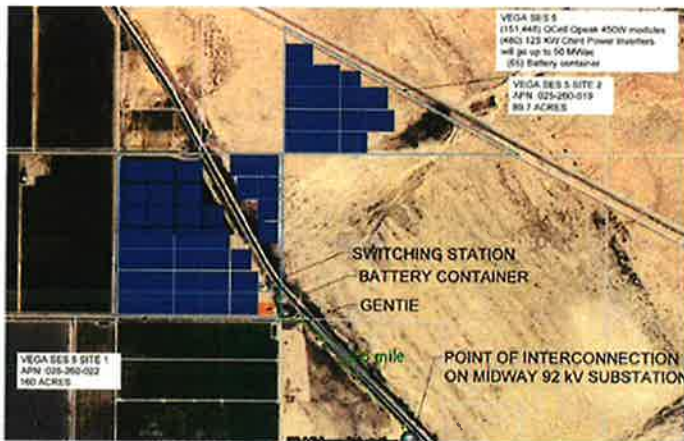 VEGA SES 5
(151,448) QCell Qpeak 450W modules
(480) 125 KW Chint Power Inverters
will go up to 50 MWac
(65) Battery container
VEGA SES 5 SITE 2
APN: 025-260-019
89.7 ACRES
SWITCHING STATION
BATTERY CONTAINER
GENTIE
mile
VEGA SES 5 SITE 1
APN: 025-260-022
160 ACRES
POINT OF INTERCONNECTION
ON MIDWAY 92 kV SUBSTATION